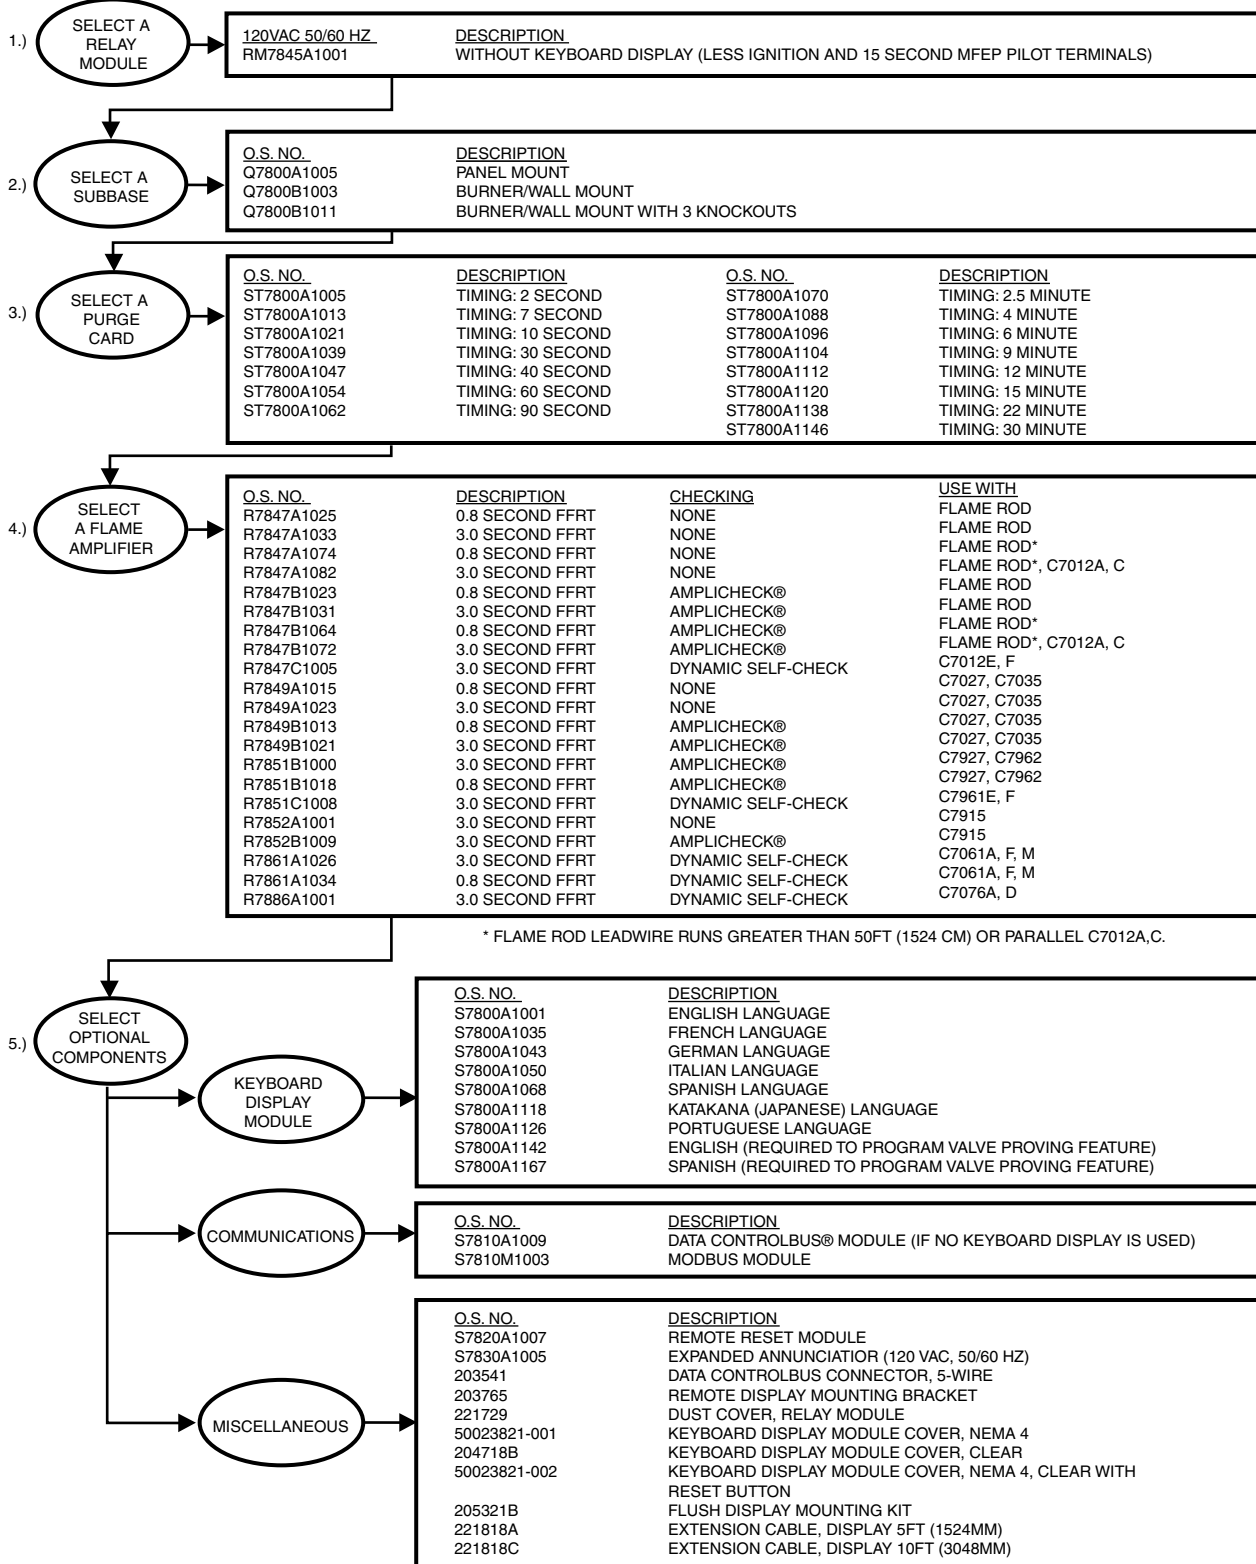 1.) SELECT A
RELAY
MODULE
120VAC 50/60 HZ DESCRIPTION
RM7845A1001 WITHOUT KEYBOARD DISPLAY (LESS IGNITION AND 15 SECOND MFEP PILOT TERMINALS)
2.) SELECT A
SUBBASE
O.S. NO. DESCRIPTION
Q7800A1005 PANEL MOUNT
Q7800B1003 BURNER/WALL MOUNT
Q7800B1011 BURNER/WALL MOUNT WITH 3 KNOCKOUTS
3.) SELECT A
PURGE
CARD
O.S. NO. DESCRIPTION O.S. NO. DESCRIPTION
ST7800A1005 TIMING: 2 SECOND ST7800A1070 TIMING: 2.5 MINUTE
ST7800A1013 TIMING: 7 SECOND ST7800A1088 TIMING: 4 MINUTE
ST7800A1021 TIMING: 10 SECOND ST7800A1096 TIMING: 6 MINUTE
ST7800A1039 TIMING: 30 SECOND ST7800A1104 TIMING: 9 MINUTE
ST7800A1047 TIMING: 40 SECOND ST7800A1112 TIMING: 12 MINUTE
ST7800A1054 TIMING: 60 SECOND ST7800A1120 TIMING: 15 MINUTE
ST7800A1062 TIMING: 90 SECOND ST7800A1138 TIMING: 22 MINUTE
ST7800A1146 TIMING: 30 MINUTE
4.) SELECT
A FLAME
AMPLIFIER
O.S. NO. DESCRIPTION CHECKING USE WITH
R7847A1025 0.8 SECOND FFRT NONE FLAME ROD
R7847A1033 3.0 SECOND FFRT NONE FLAME ROD
R7847A1074 0.8 SECOND FFRT NONE FLAME ROD*
R7847A1082 3.0 SECOND FFRT NONE FLAME ROD*, C7012A, C
R7847B1023 0.8 SECOND FFRT AMPLICHECK® FLAME ROD
R7847B1031 3.0 SECOND FFRT AMPLICHECK® FLAME ROD
R7847B1064 0.8 SECOND FFRT AMPLICHECK® FLAME ROD*
R7847B1072 3.0 SECOND FFRT AMPLICHECK® FLAME ROD*, C7012A, C
R7847C1005 3.0 SECOND FFRT DYNAMIC SELF-CHECK C7012E, F
R7849A1015 0.8 SECOND FFRT NONE C7027, C7035
R7849A1023 3.0 SECOND FFRT NONE C7027, C7035
R7849B1013 0.8 SECOND FFRT AMPLICHECK® C7027, C7035
R7849B1021 3.0 SECOND FFRT AMPLICHECK® C7027, C7035
R7851B1000 3.0 SECOND FFRT AMPLICHECK® C7927, C7962
R7851B1018 0.8 SECOND FFRT AMPLICHECK® C7927, C7962
R7851C1008 3.0 SECOND FFRT DYNAMIC SELF-CHECK C7961E, F
R7852A1001 3.0 SECOND FFRT NONE C7915
R7852B1009 3.0 SECOND FFRT AMPLICHECK® C7915
R7861A1026 3.0 SECOND FFRT DYNAMIC SELF-CHECK C7061A, F, M
R7861A1034 0.8 SECOND FFRT DYNAMIC SELF-CHECK C7061A, F, M
R7886A1001 3.0 SECOND FFRT DYNAMIC SELF-CHECK C7076A, D
* FLAME ROD LEADWIRE RUNS GREATER THAN 50FT (1524 CM) OR PARALLEL C7012A,C.
5.) SELECT
OPTIONAL
COMPONENTS
KEYBOARD
DISPLAY
MODULE
O.S. NO. DESCRIPTION
S7800A1001 ENGLISH LANGUAGE
S7800A1035 FRENCH LANGUAGE
S7800A1043 GERMAN LANGUAGE
S7800A1050 ITALIAN LANGUAGE
S7800A1068 SPANISH LANGUAGE
S7800A1118 KATAKANA (JAPANESE) LANGUAGE
S7800A1126 PORTUGUESE LANGUAGE
S7800A1142 ENGLISH (REQUIRED TO PROGRAM VALVE PROVING FEATURE)
S7800A1167 SPANISH (REQUIRED TO PROGRAM VALVE PROVING FEATURE)
COMMUNICATIONS
O.S. NO. DESCRIPTION
S7810A1009 DATA CONTROLBUS® MODULE (IF NO KEYBOARD DISPLAY IS USED)
S7810M1003 MODBUS MODULE
MISCELLANEOUS
O.S. NO. DESCRIPTION
S7820A1007 REMOTE RESET MODULE
S7830A1005 EXPANDED ANNUNCIATIOR (120 VAC, 50/60 HZ)
203541 DATA CONTROLBUS CONNECTOR, 5-WIRE
203765 REMOTE DISPLAY MOUNTING BRACKET
221729 DUST COVER, RELAY MODULE
50023821-001 KEYBOARD DISPLAY MODULE COVER, NEMA 4
204718B KEYBOARD DISPLAY MODULE COVER, CLEAR
50023821-002 KEYBOARD DISPLAY MODULE COVER, NEMA 4, CLEAR WITH
RESET BUTTON
205321B FLUSH DISPLAY MOUNTING KIT
221818A EXTENSION CABLE, DISPLAY 5FT (1524MM)
221818C EXTENSION CABLE, DISPLAY 10FT (3048MM)